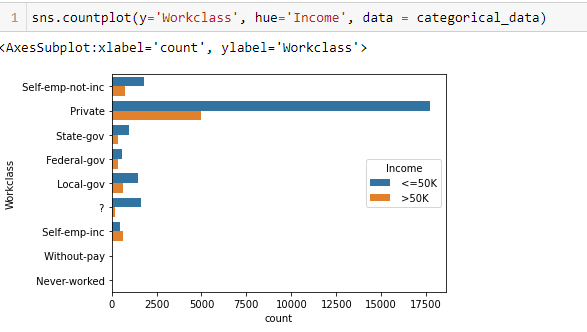 1 sns.countplot(y='Workclass', hue='Income', data = categorical_data)
<AxesSubplot:xlabel='count', ylabel='Workclass'>
Workclass
Self-emp-not-inc
Private
State-gov
Federal-gov
Local-gov
?
Self-emp-inc
Without-pay
Never-worked
Income
<=50K
>50K
0 2500 5000 7500 10000 12500 15000 17500
count